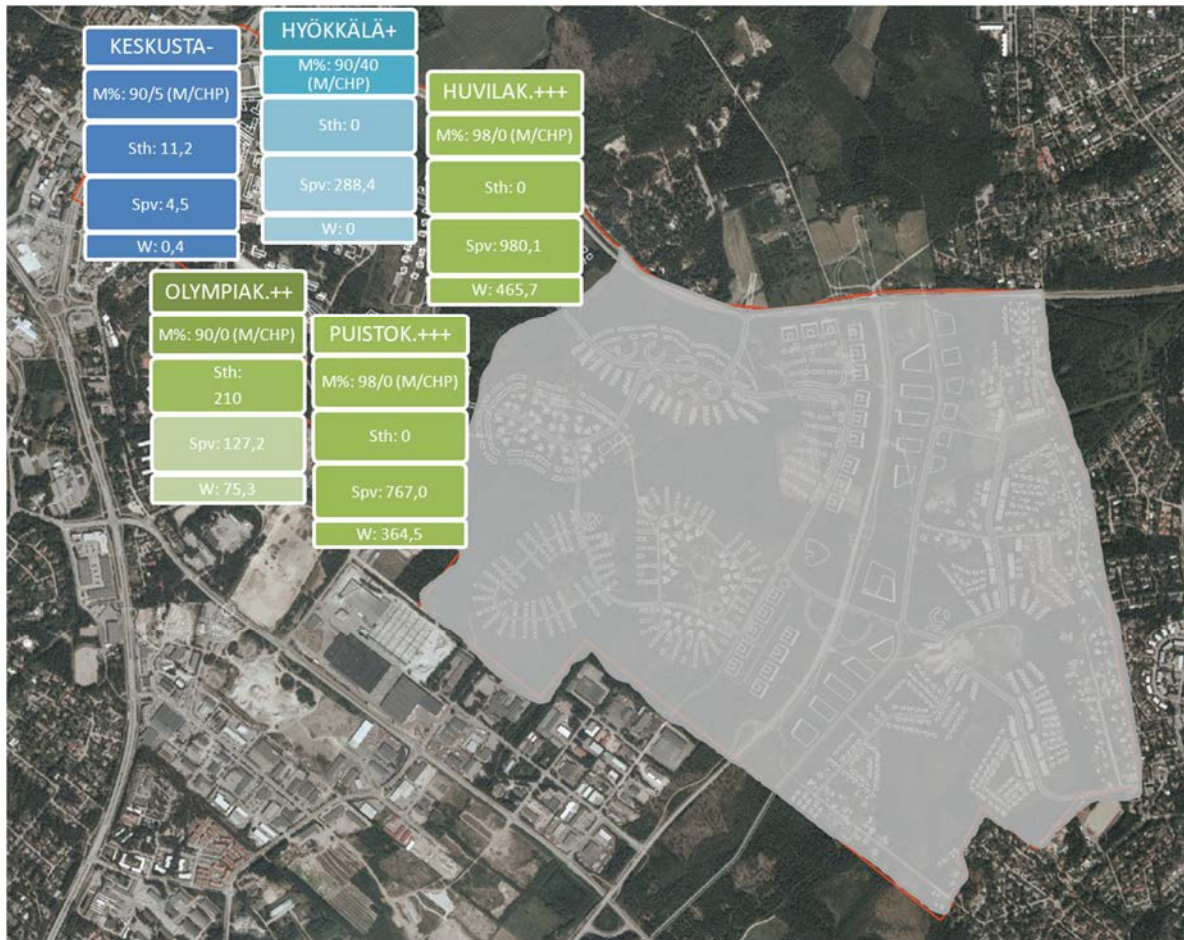 KESKUSTA-
M%: 90/5 (M/CHP)
Sth: 11,2
Spv: 4,5
W: 0,4
HYÖKKÄLÄ+
M%: 90/40
(M/CHP)
Sth: 0
Spv: 288,4
W: 0
HUVILAK.+++
M%: 98/0 (M/CHP)
Sth: 0
Spv: 980,1
W: 465,7
OLYMPIAK.++
M%: 90/0 (M/CHP)
Sth:
210
Spv: 127,2
W: 75,3
PUISTOK.+++
M%: 98/0 (M/CHP)
Sth: 0
Spv: 767,0
W: 364,5